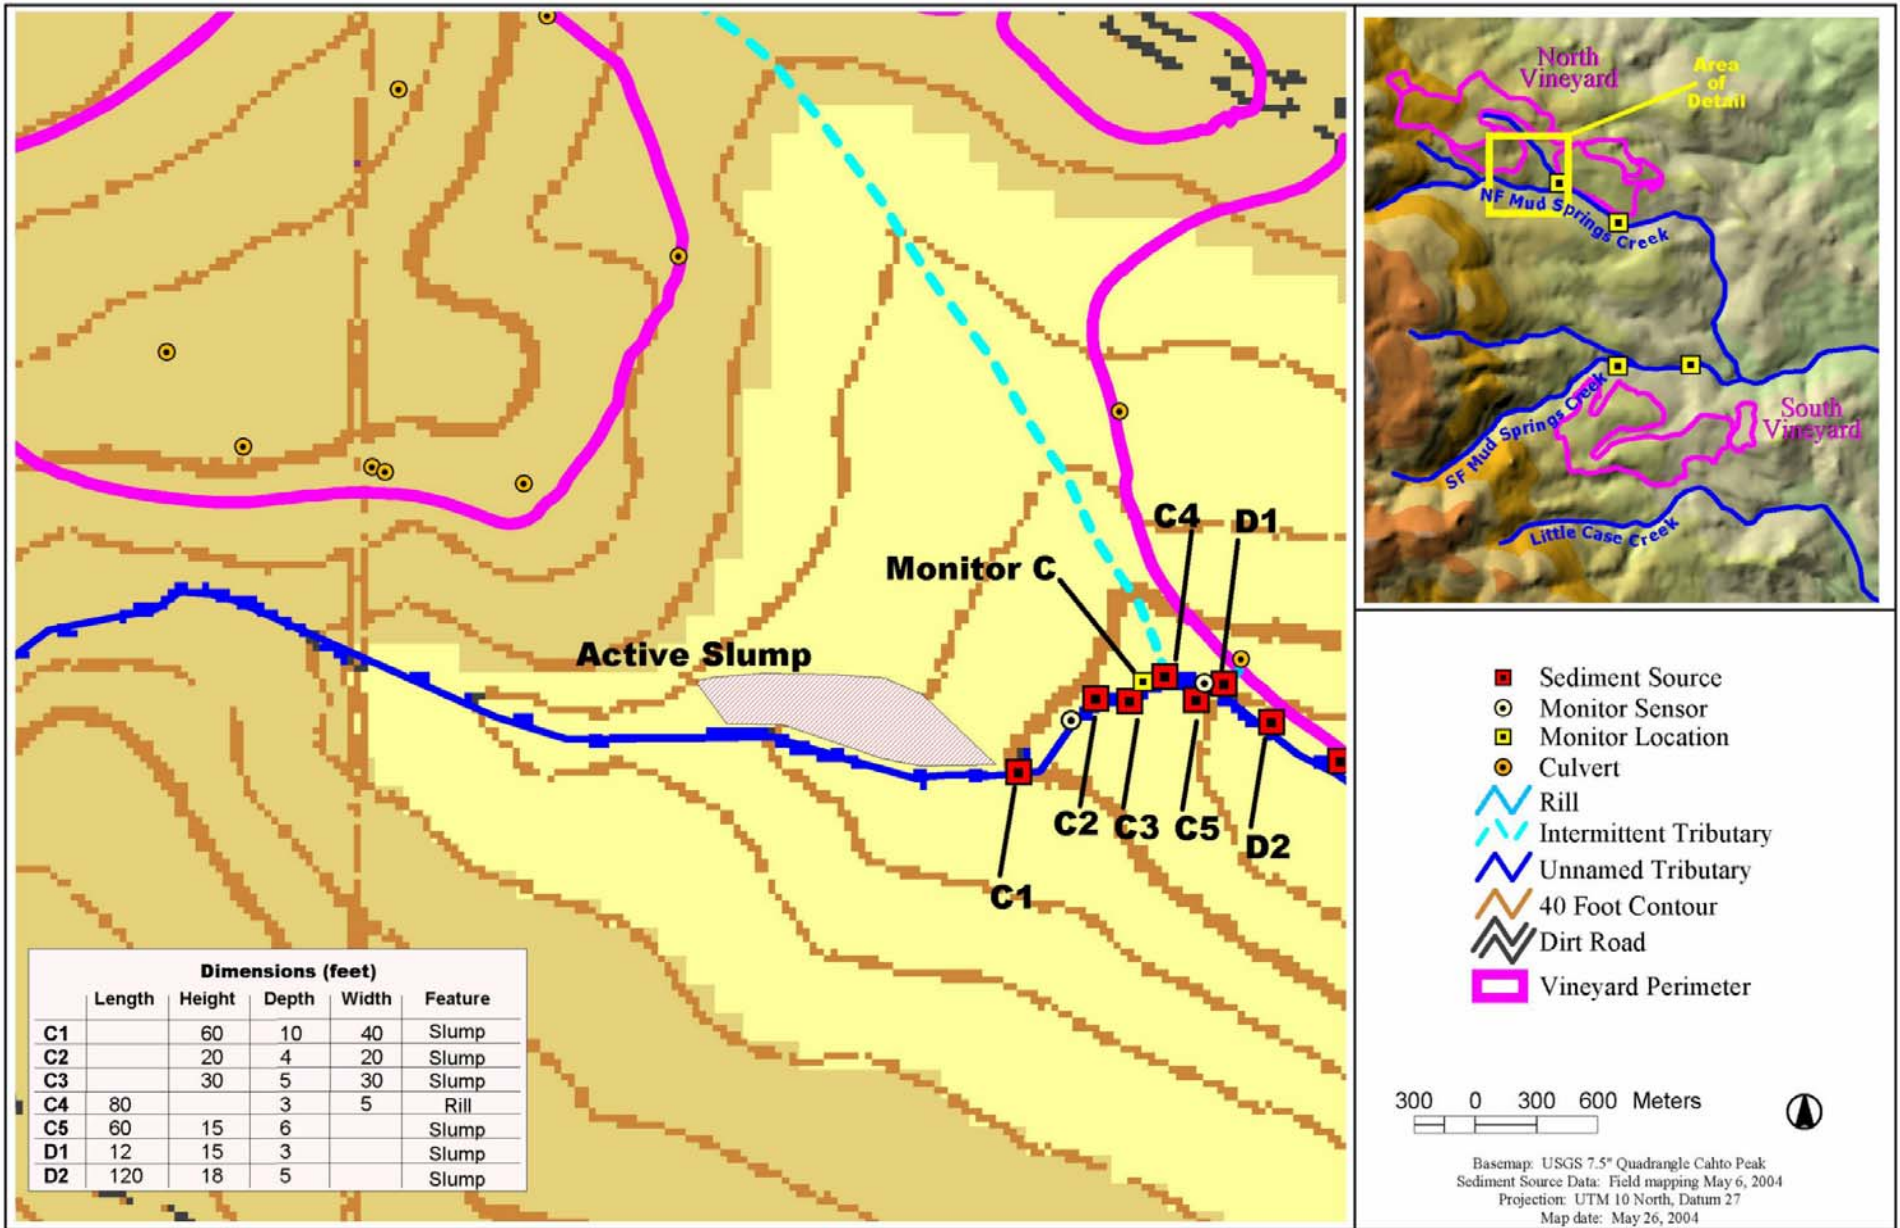 Active Slump
Monitor C
C4
D1
C2
C3
C5
D2
C1
Dimensions (feet)
Length Height Depth Width Feature
C1 60 10 40 Slump
C2 20 4 20 Slump
C3 30 5 30 Slump
C4 80 3 5 Rill
C5 60 15 6 Slump
D1 12 15 3 Slump
D2 120 18 5 Slump
North
Vineyard
Area
of
Detail
NF Mud Springs Creek
SF Mud Springs Creek
South
Vineyard
Little Case Creek
Sediment Source
Monitor Sensor
Monitor Location
Culvert
Rill
Intermittent Tributary
Unnamed Tributary
40 Foot Contour
Dirt Road
Vineyard Perimeter
300 0 300 600 Meters
Basemap: USGS 7.5" Quadrangle Cahto Peak
Sediment Source Data: Field mapping May 6, 2004
Projection: UTM 10 North, Datum 27
Map date: May 26, 2004